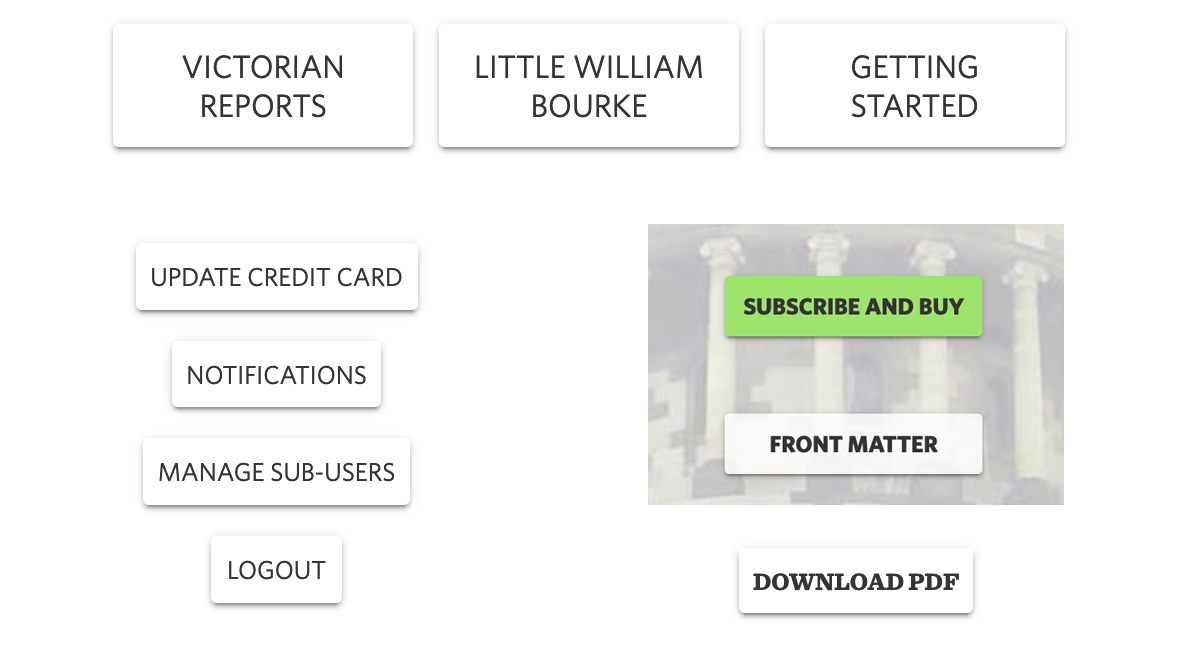 VICTORIAN
REPORTS
LITTLE WILLIAM
BOURKE
GETTING
STARTED
UPDATE CREDIT CARD
NOTIFICATIONS
MANAGE SUB-USERS
LOGOUT
SUBSCRIBE AND BUY
FRONT MATTER
DOWNLOAD PDF